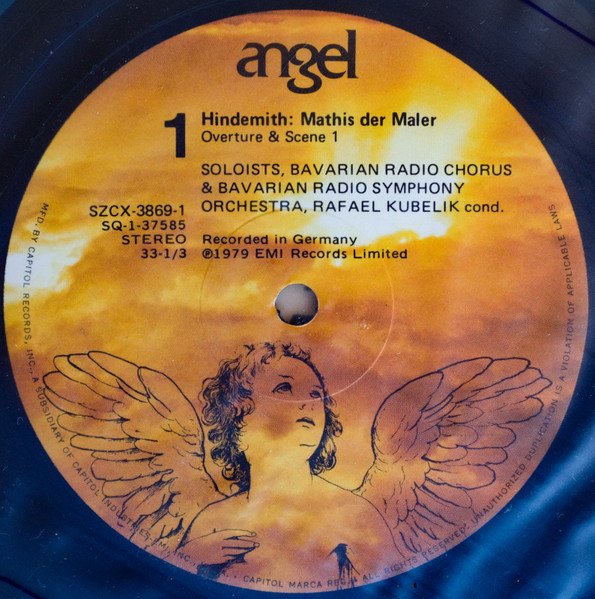 angel
1
Hindemith: Mathis der Maler
Overture & Scene 1
SOLOISTS, BAVARIAN RADIO CHORUS
& BAVARIAN RADIO SYMPHONY
ORCHESTRA, RAFAEL KUBELIK cond.
SZCX-3869-1
SQ-1-37585
STEREO
33-1/3
Recorded in Germany
℗1979 EMI Records Limited
MFD. BY CAPITOL RECORDS, INC., A SUBSIDIARY OF CAPITOL INDUSTRIES-EMI, INC., CAPITOL MARCA REG. ALL RIGHTS RESERVED. UNAUTHORIZED DUPLICATION IS A VIOLATION OF APPLICABLE LAWS